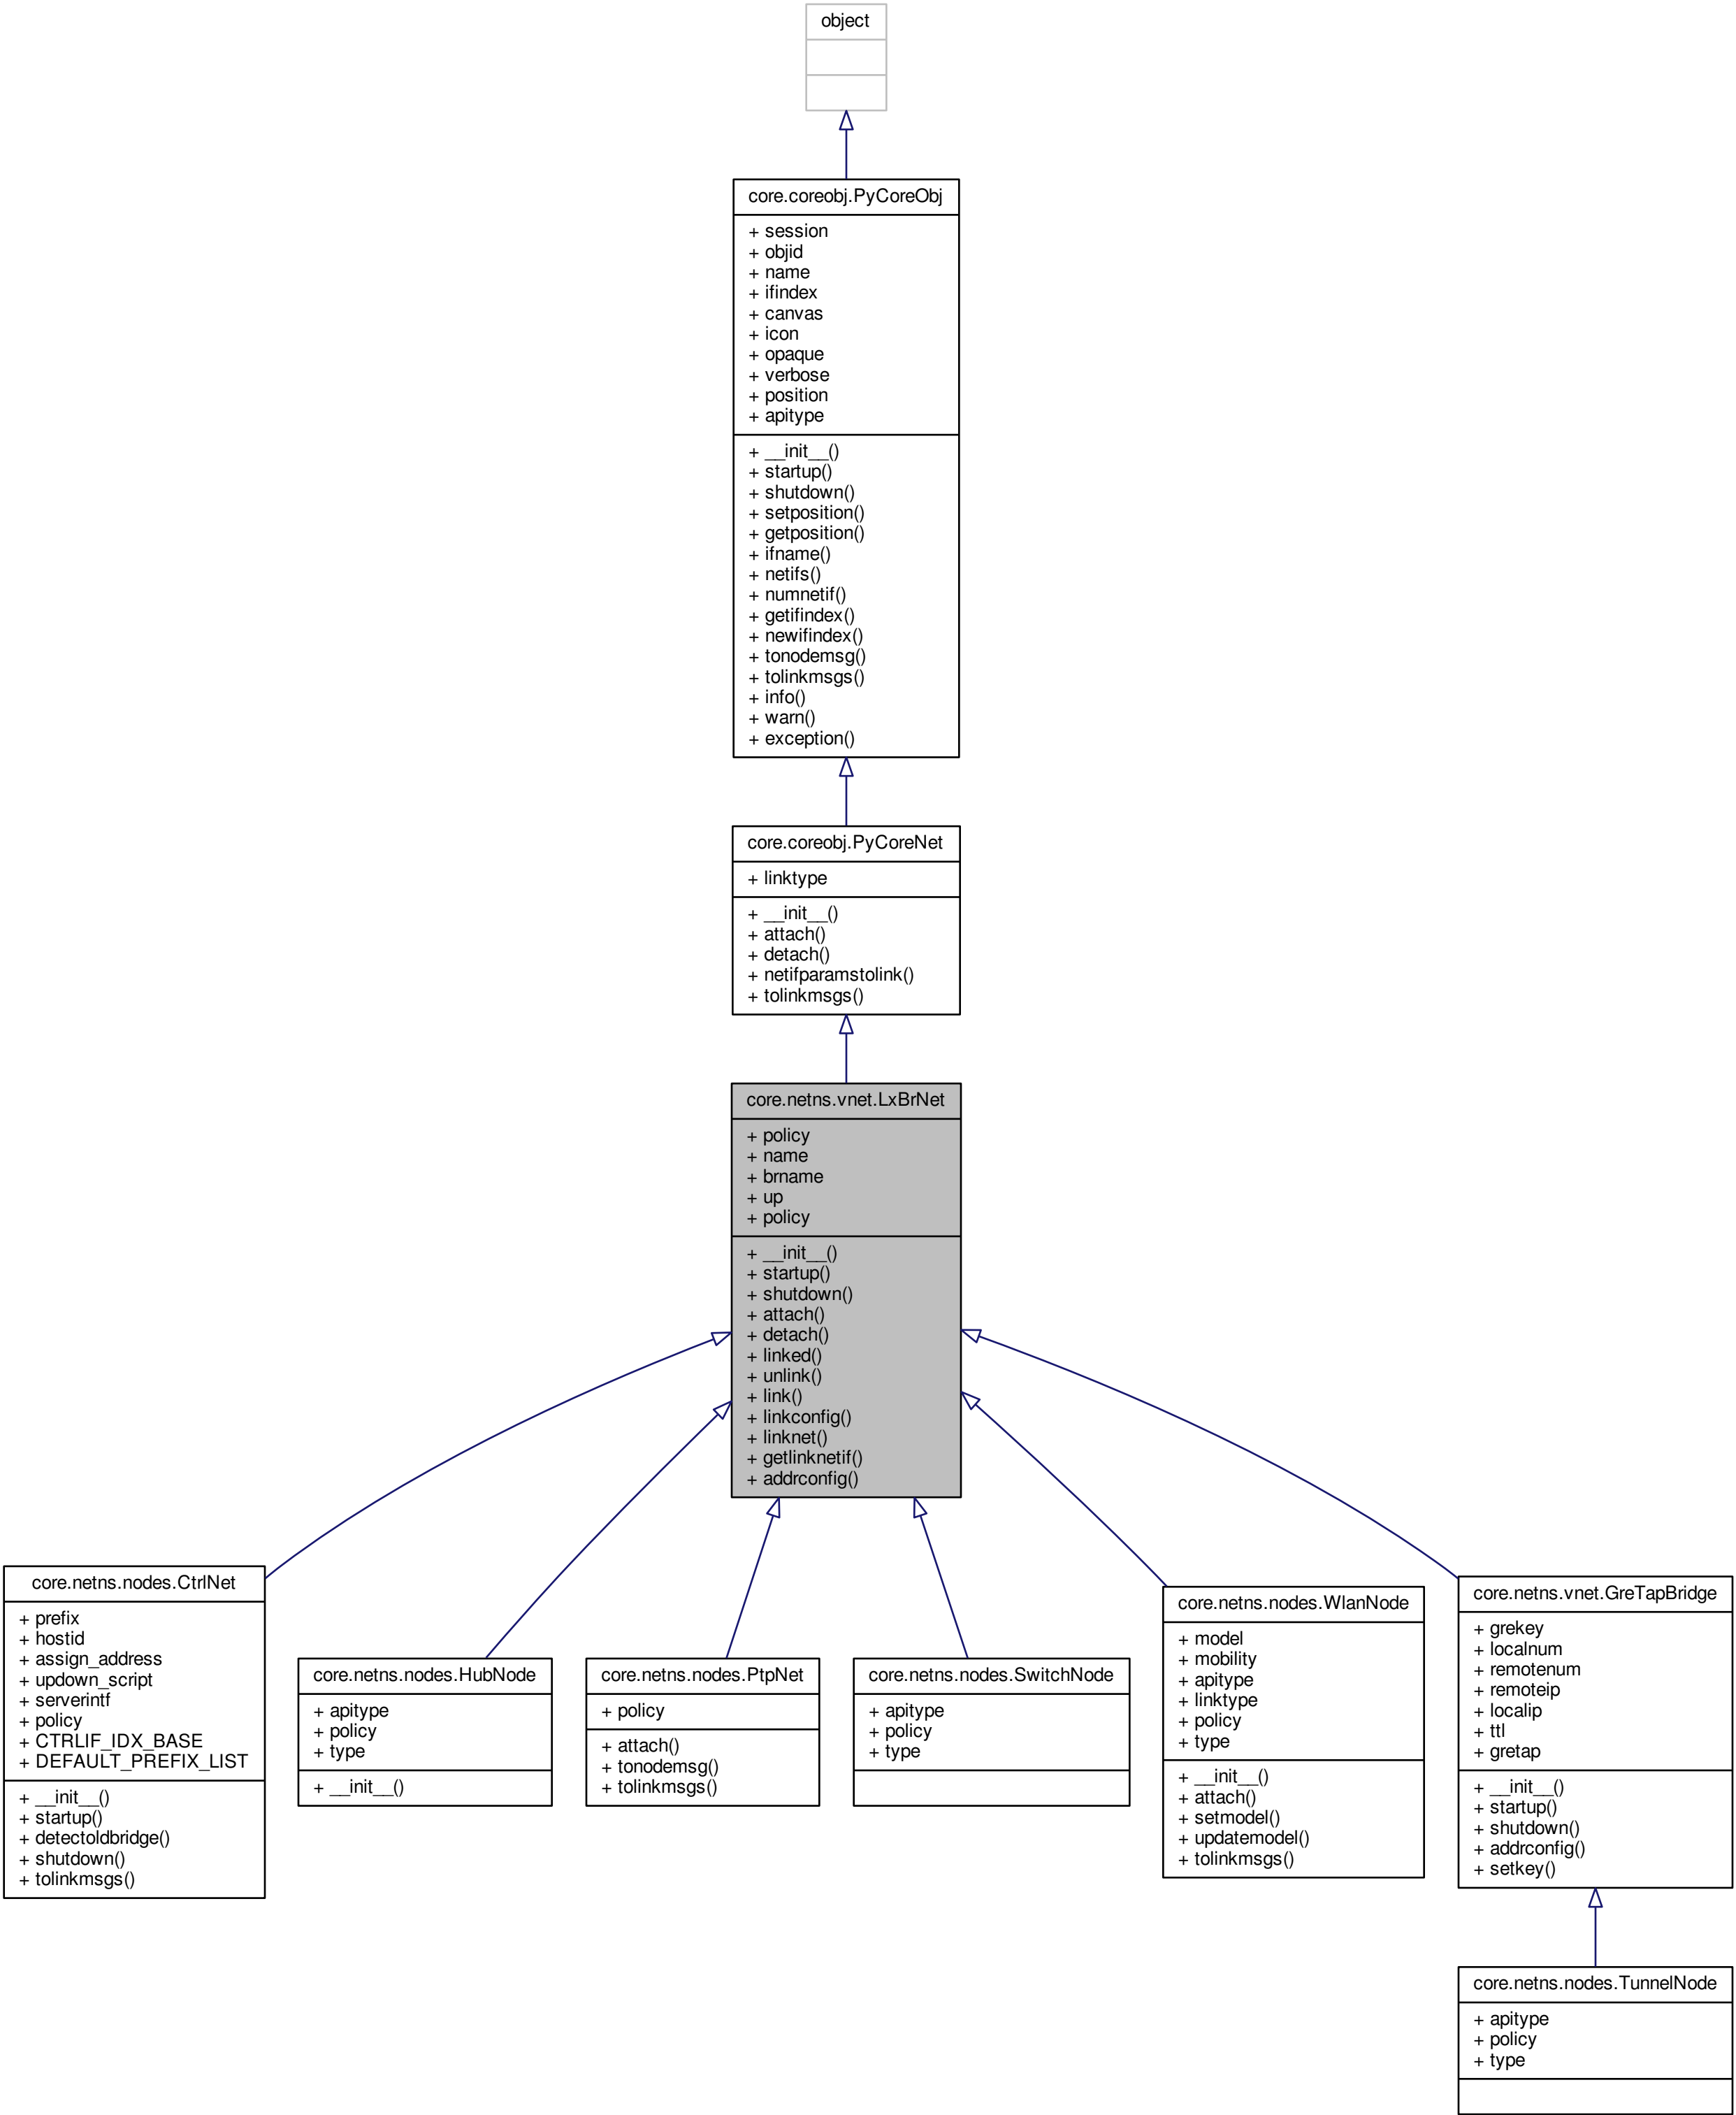 object
core.coreobj.PyCoreObj
+ session
+ objid
+ name
+ ifindex
+ canvas
+ icon
+ opaque
+ verbose
+ position
+ apitype
+ __init__()
+ startup()
+ shutdown()
+ setposition()
+ getposition()
+ ifname()
+ netifs()
+ numnetif()
+ getifindex()
+ newifindex()
+ tonodemsg()
+ tolinkmsgs()
+ info()
+ warn()
+ exception()
core.coreobj.PyCoreNet
+ linktype
+ __init__()
+ attach()
+ detach()
+ netifparamstolink()
+ tolinkmsgs()
core.netns.vnet.LxBrNet
+ policy
+ name
+ brname
+ up
+ policy
+ __init__()
+ startup()
+ shutdown()
+ attach()
+ detach()
+ linked()
+ unlink()
+ link()
+ linkconfig()
+ linknet()
+ getlinknetif()
+ addrconfig()
core.netns.nodes.CtrlNet
+ prefix
+ hostid
+ assign_address
+ updown_script
+ serverintf
+ policy
+ CTRLIF_IDX_BASE
+ DEFAULT_PREFIX_LIST
+ __init__()
+ startup()
+ detectoldbridge()
+ shutdown()
+ tolinkmsgs()
core.netns.nodes.HubNode
+ apitype
+ policy
+ type
+ __init__()
core.netns.nodes.PtpNet
+ policy
+ attach()
+ tonodemsg()
+ tolinkmsgs()
core.netns.nodes.SwitchNode
+ apitype
+ policy
+ type
core.netns.nodes.WlanNode
+ model
+ mobility
+ apitype
+ linktype
+ policy
+ type
+ __init__()
+ attach()
+ setmodel()
+ updatemodel()
+ tolinkmsgs()
core.netns.vnet.GreTapBridge
+ grekey
+ localnum
+ remotenum
+ remoteip
+ localip
+ ttl
+ gretap
+ __init__()
+ startup()
+ shutdown()
+ addrconfig()
+ setkey()
core.netns.nodes.TunnelNode
+ apitype
+ policy
+ type